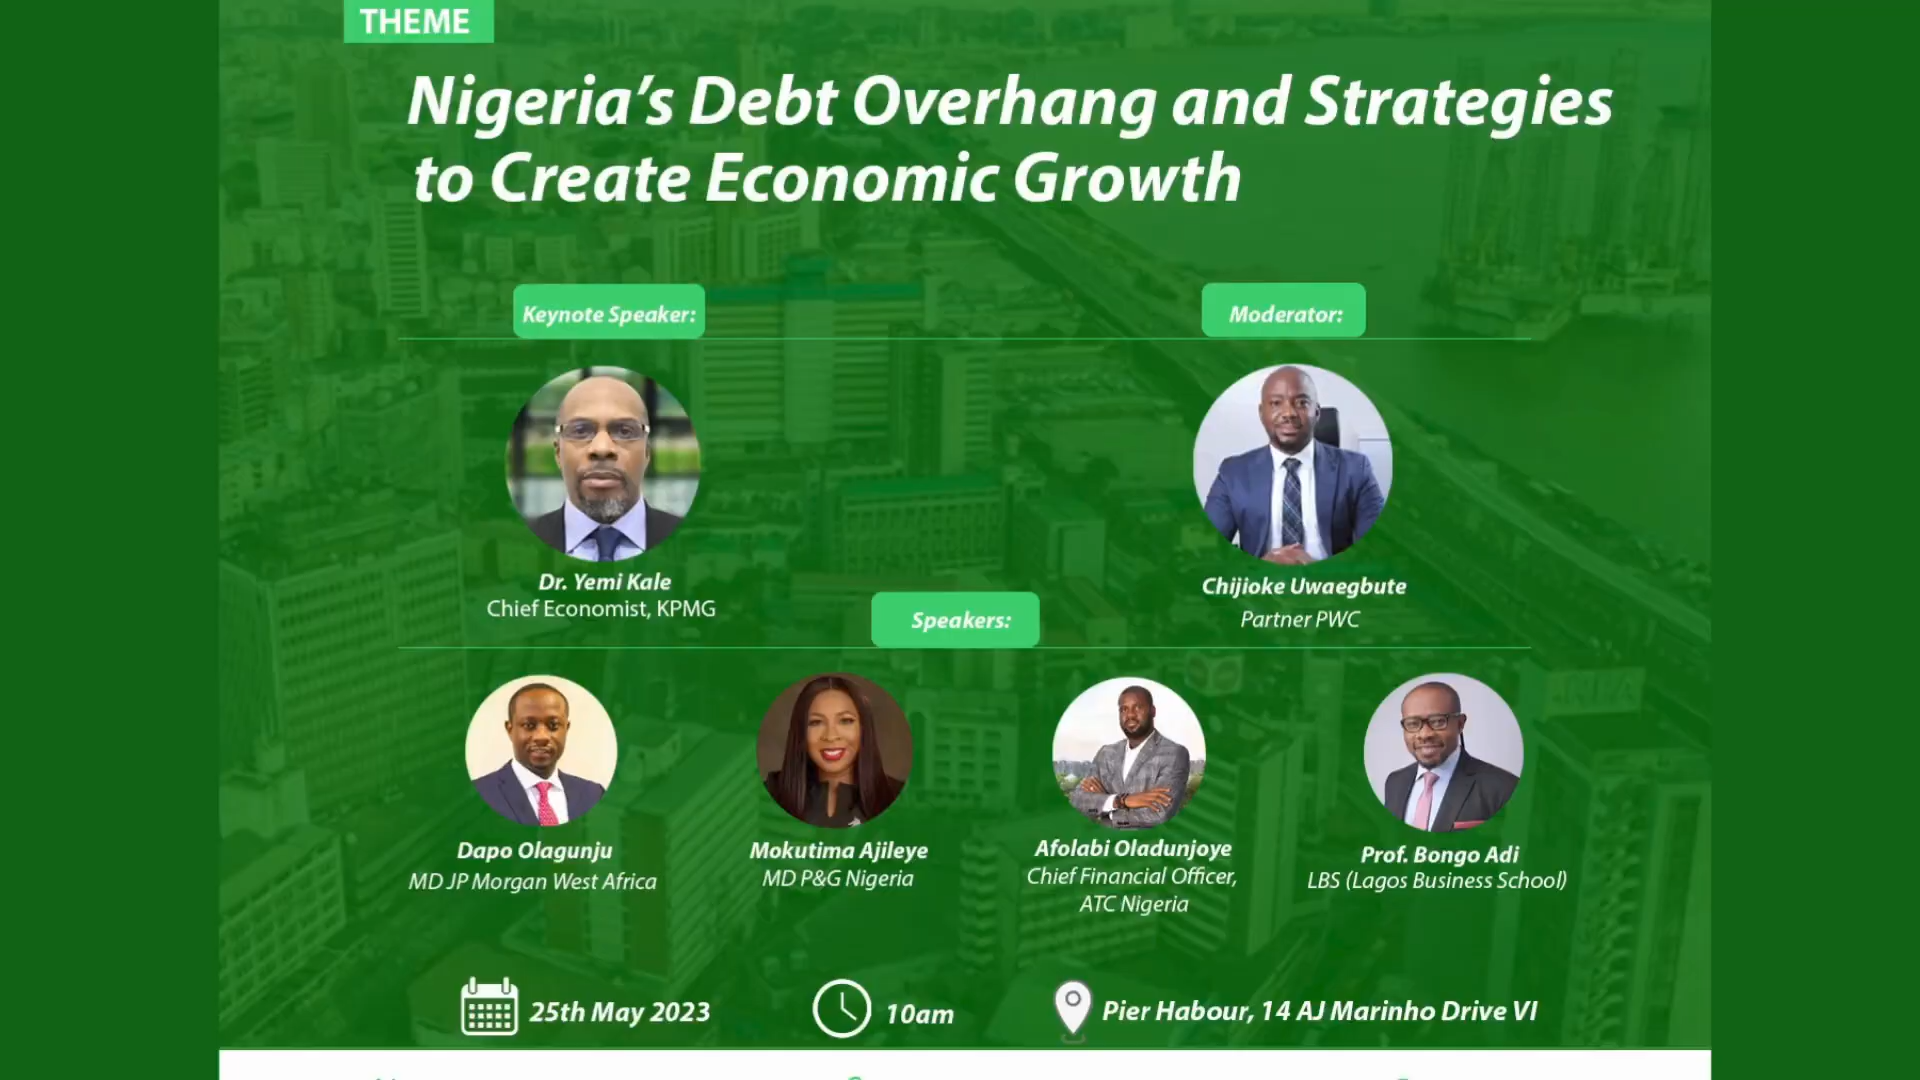 THEME
Nigeria's Debt Overhang and Strategies
to Create Economic Growth
Keynote Speaker:
Moderator:
Dr. Yemi Kale
Chief Economist, KPMG
Chijioke Uwaegbute
Partner PWC
Speakers:
Dapo Olagunju
MD JP Morgan West Africa
Mokutima Ajileye
MD P&G Nigeria
Afolabi Oladunjoye
Chief Financial Officer,
ATC Nigeria
Prof. Bongo Adi
LBS (Lagos Business School)
25th May 2023
10am
Pier Habour, 14 AJ Marinho Drive VI